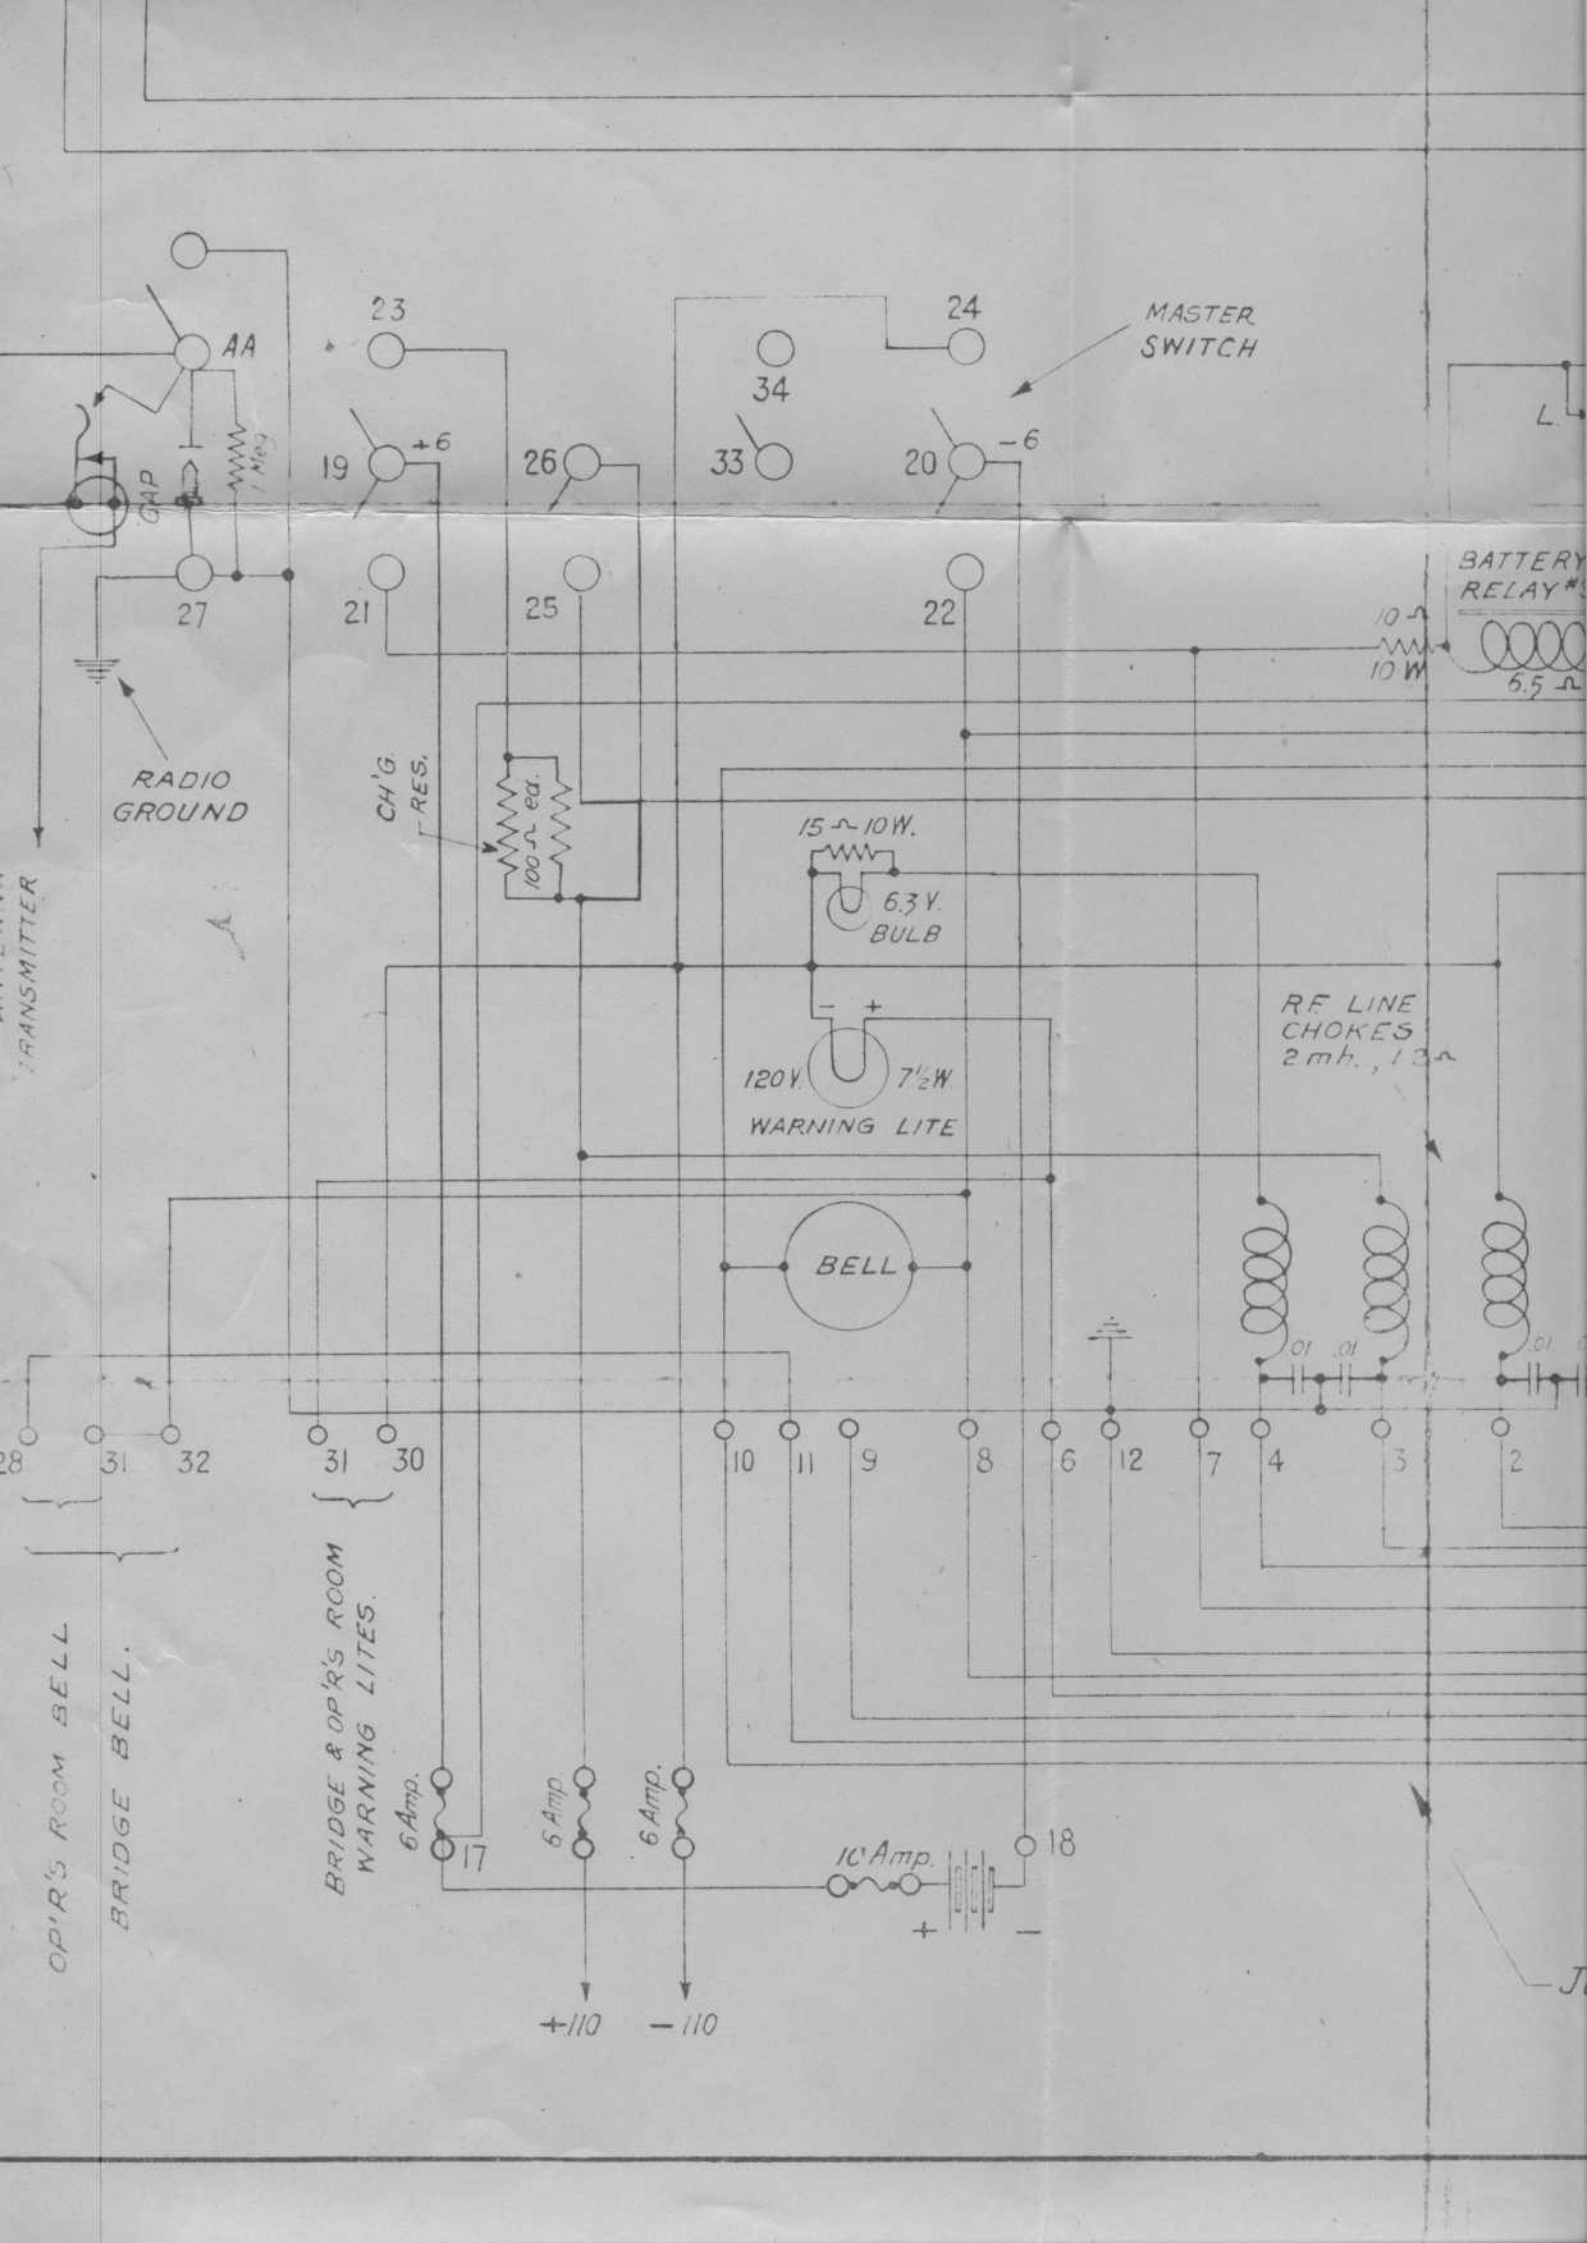 23
24
MASTER
SWITCH
AA
34
L
19
+6
26
33
20
-6
GAP
1 Meg
27
21
25
22
BATTERY
RELAY
10 Ω
10 W
6.5 Ω
RADIO
GROUND
CH'G.
RES.
100 Ω ea.
15 Ω 10W.
6.3 V.
BULB
TRANSMITTER
- +
120V. 7½W.
WARNING LITE
R.F. LINE
CHOKES
2 mh.,
BELL
.01 .01 .01
28 31 32 31 30 10 11 9 8 6 12 7 4 3 2
OP'R'S ROOM BELL
BRIDGE BELL.
BRIDGE & OP'R'S ROOM
WARNING LITES.
6 Amp.
17
6 Amp.
6 Amp.
10 Amp.
18
+ -
+110 -110